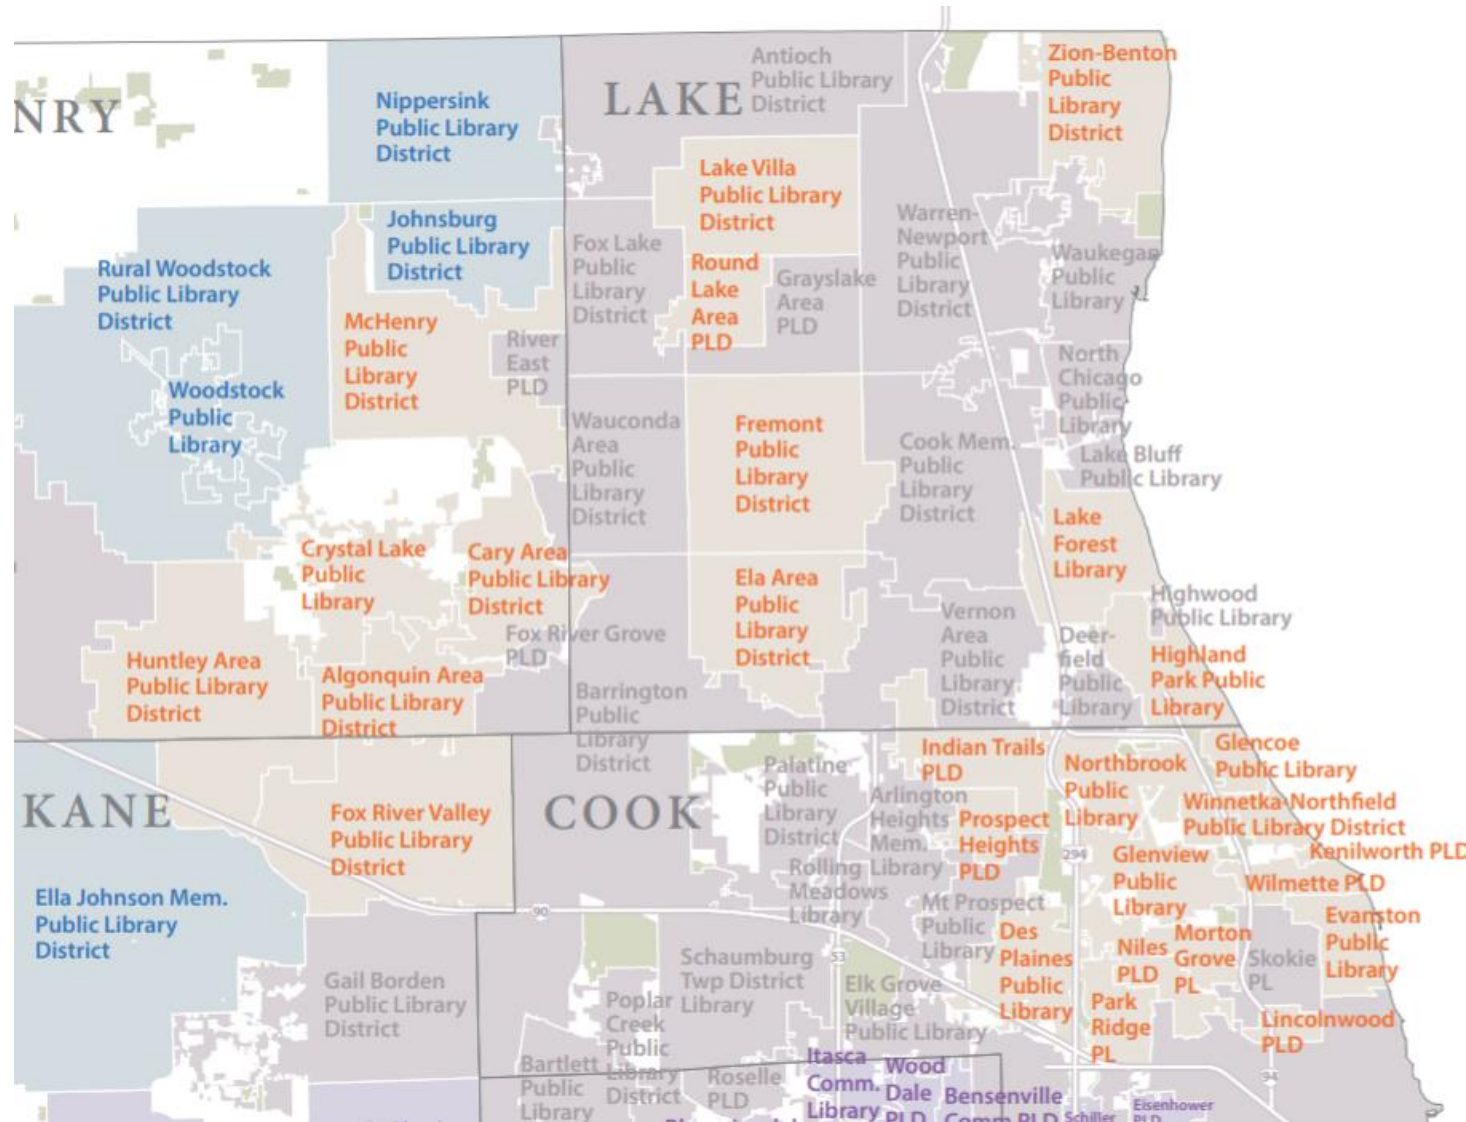 NRY
Nippersink
Public Library
District
LAKE
Antioch
Public Library
District
Zion-Benton
Public
Library
District
Lake Villa
Public Library
District
Johnsburg
Public Library
District
Rural Woodstock
Public Library
District
McHenry
Public
Library
District
River
East
PLD
Fox Lake
Public
Library
District
Round
Lake
Area
PLD
Grayslake
Area
PLD
Warren-
Newport
Public
Library
District
Waukegan
Public
Library
Woodstock
Public
Library
North
Chicago
Public
Library
Wauconda
Area
Public
Library
District
Fremont
Public
Library
District
Cook Mem.
Public
Library
District
Lake Bluff
Public Library
Lake
Forest
Library
Crystal Lake
Public
Library
Cary Area
Public Library
District
Ela Area
Public
Library
District
Fox River Grove
PLD
Vernon
Area
Public
Library
District
Deer-
field
Public
Library
Highwood
Public Library
Highland
Park Public
Library
Huntley Area
Public Library
District
Algonquin Area
Public Library
District
Barrington
Public
Library
District
KANE
Fox River Valley
Public Library
District
COOK
Palatine
Public
Library
District
Indian Trails
PLD
Arlington
Heights
Mem.
Library
Prospect
Heights
PLD
Northbrook
Public
Library
Glencoe
Public Library
Winnetka-Northfield
Public Library District
Kenilworth PLD
294
Glenview
Public
Library
Wilmette PLD
Rolling
Meadows
Library
Mt Prospect
Public
Library
Ella Johnson Mem.
Public Library
District
90
Des
Plaines
Public
Library
Niles
PLD
Morton
Grove
PL
Skokie
PL
Evanston
Public
Library
Gail Borden
Public Library
District
Schaumburg
Twp District
Library
53
Elk Grove
Village
Public Library
Poplar
Creek
Public
Library
District
Park
Ridge
PL
Lincolnwood
PLD
Bartlett
Public
Library
Roselle
PLD
Itasca
Comm.
Library
Wood
Dale
PLD
Bensenville
Comm PLD
Schiller
Eisenhower
PLD
94